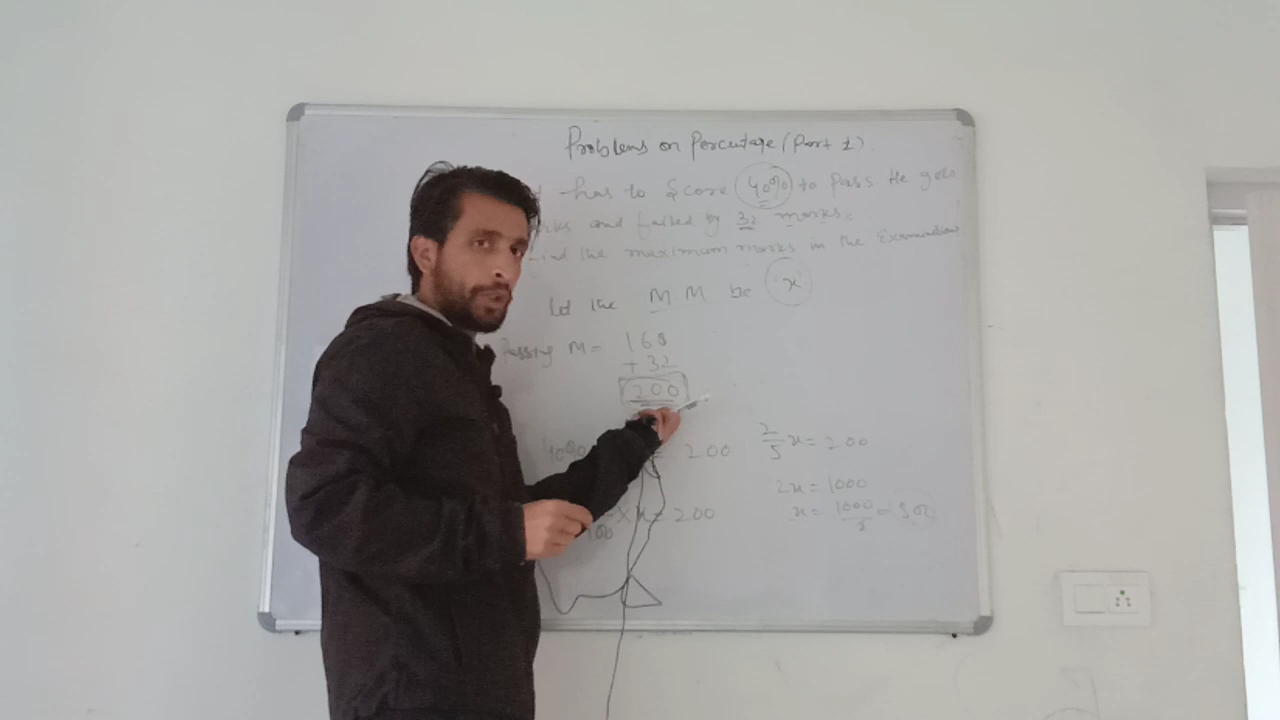 Problems on Percentage (Part 1).
has to Score 40% to pass He gets
and failed by 32 marks.
Find the maximum marks in the Examination
let the M.M be 'x'
Passing M = 168
+ 32
200
40% = 200
2/5 x = 200
2x = 1000
100 × x = 200
x = 1000/2 = 500